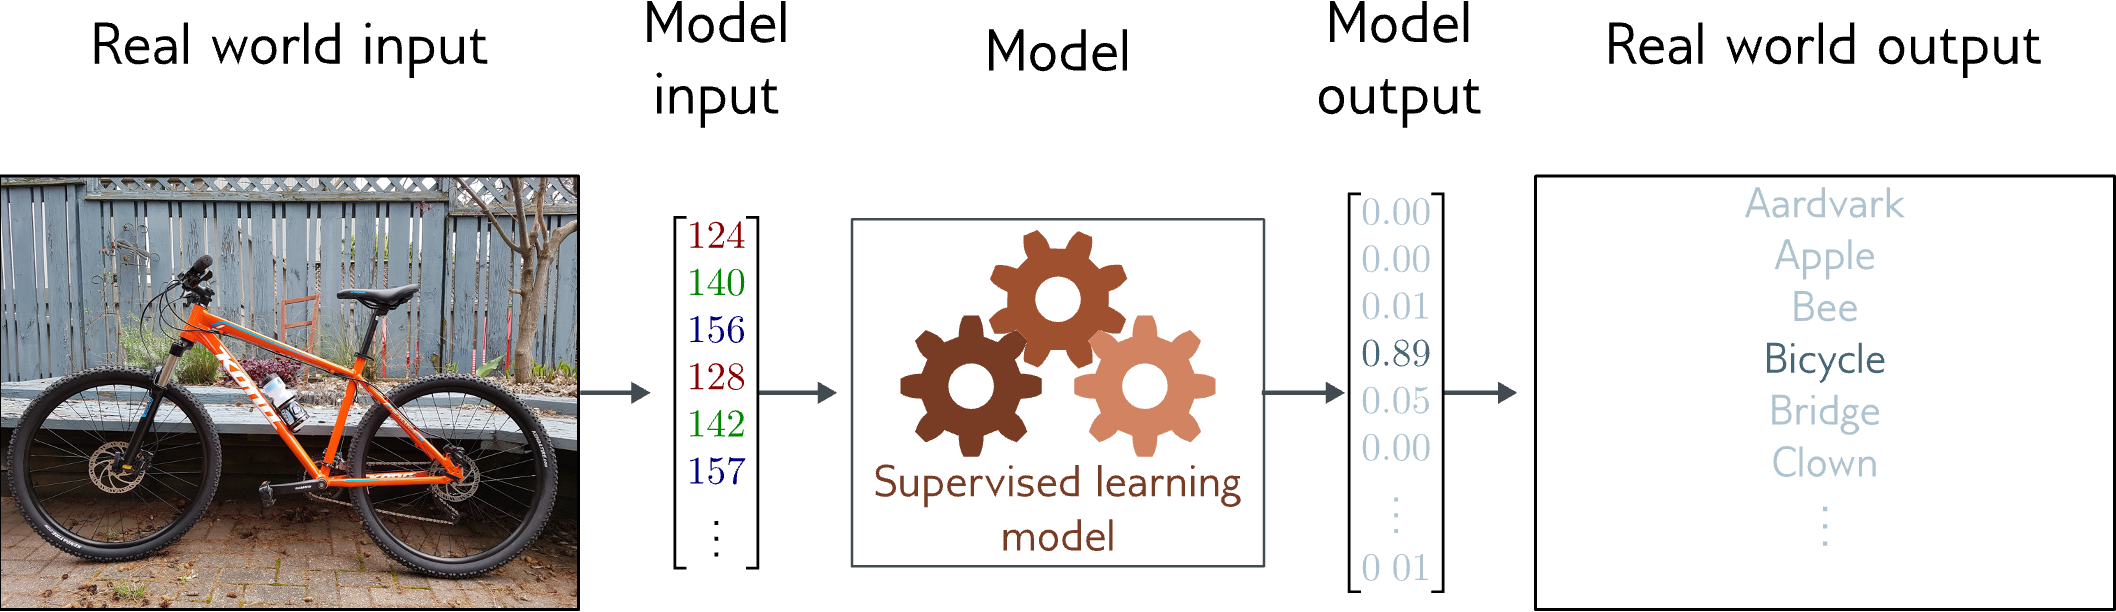 Real world input
Model
input
Model
Model
output
Real world output
KONA
124
140
156
128
142
157
⋮
Supervised learning
model
0.00
0.00
0.01
0.89
0.05
0.00
⋮
0 01
Aardvark
Apple
Bee
Bicycle
Bridge
Clown
⋮